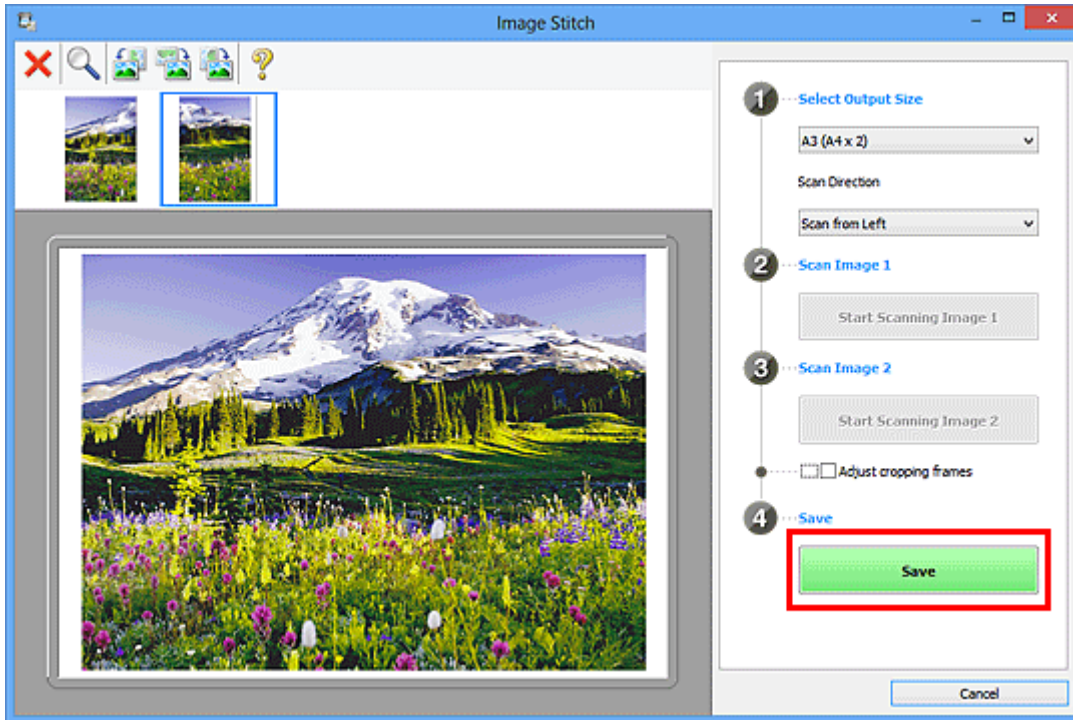 Image Stitch
1
Select Output Size
A3 (A4 x 2)
Scan Direction
Scan from Left
2
Scan Image 1
Start Scanning Image 1
3
Scan Image 2
Start Scanning Image 2
Adjust cropping frames
4
Save
Save
Cancel